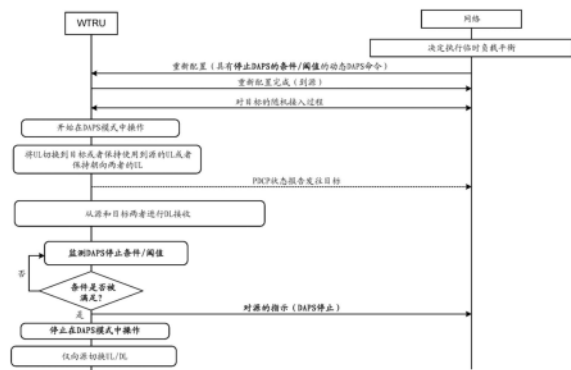 WTRU
网络
决定执行临时负载平衡
重新配置（具有停止DAPS的条件/阈值的动态DAPS命令）
重新配置完成（到源）
对目标的随机接入过程
开始在DAPS模式中操作
将UL切换到目标或者保持使用到源的UL或者
保持朝向两者的UL
PDCP状态报告发往目标
从源和目标两者进行DL接收
监测DAPS停止条件/阈值
否
条件是否被
满足？
是
对源的指示（DAPS停止）
停止在DAPS模式中操作
仅向源切换UL/DL